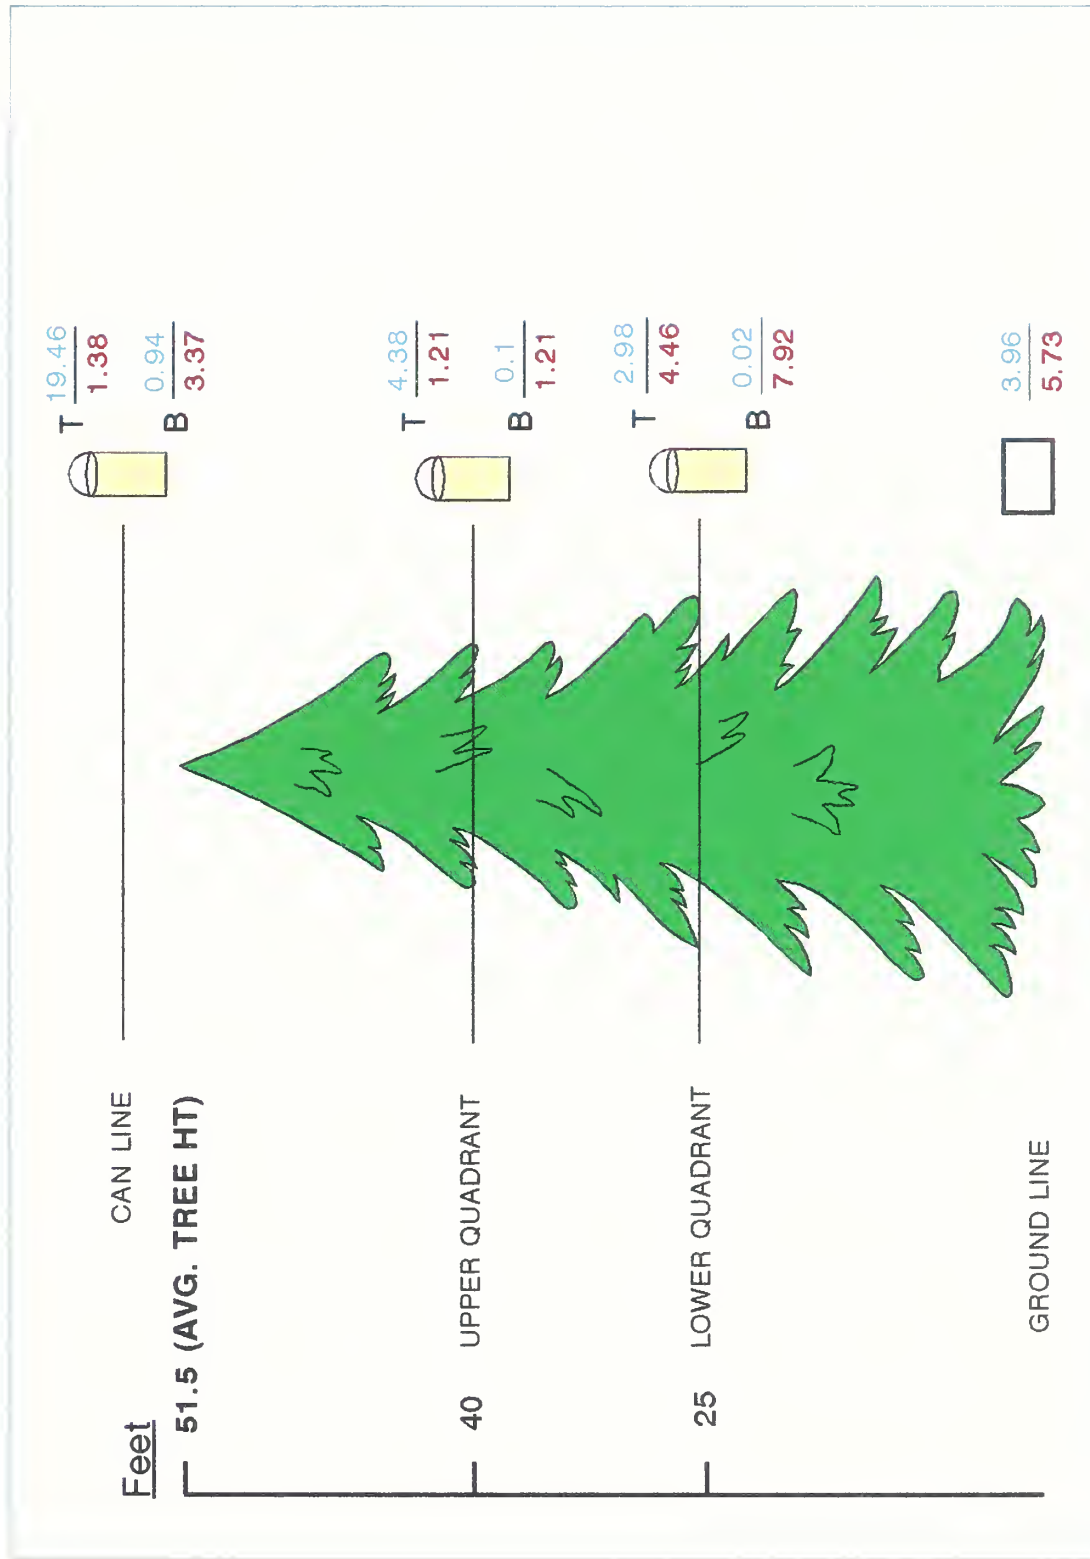 Feet
CAN LINE
T 19.46
1.38
B 0.94
3.37
51.5 (AVG. TREE HT)
40 UPPER QUADRANT
T 4.38
1.21
B 0.1
1.21
25 LOWER QUADRANT
T 2.98
4.46
B 0.02
7.92
GROUND LINE
3.96
5.73